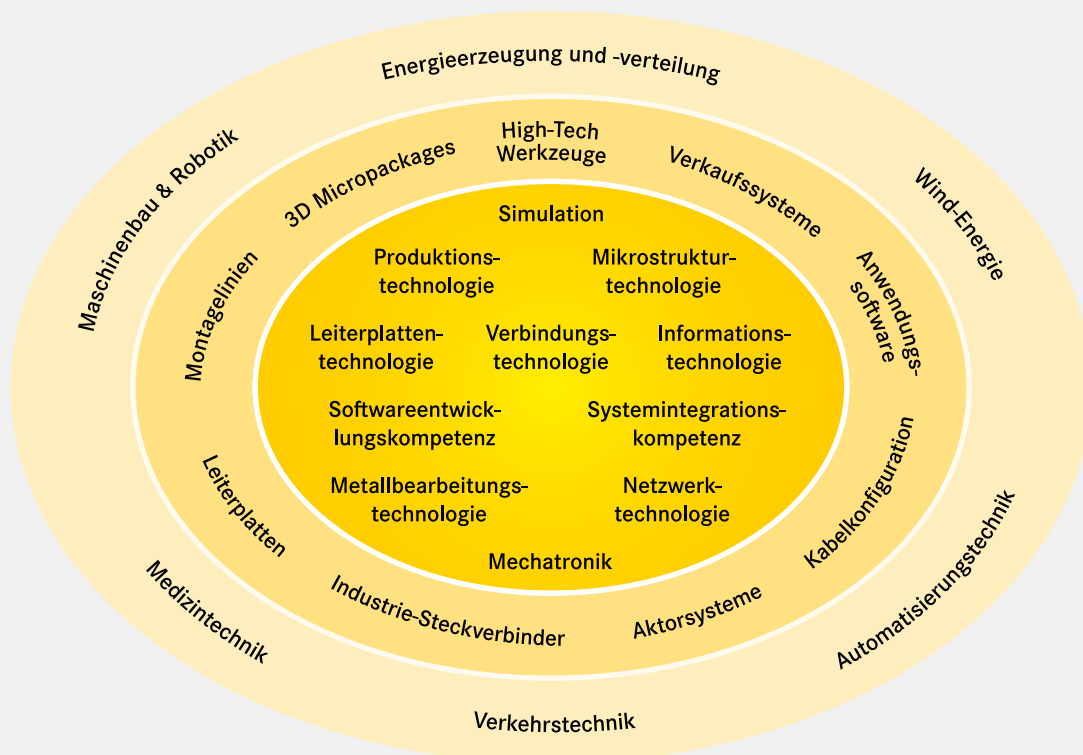 Energieerzeugung und -verteilung
Maschinenbau & Robotik
Wind-Energie
High-Tech
Werkzeuge
3D Micropackages
Verkaufssysteme
Montagelinien
Anwendungs-
software
Simulation
Produktions-
technologie
Mikrostruktur-
technologie
Leiterplatten-
technologie
Verbindungs-
technologie
Informations-
technologie
Softwareentwick-
lungskompetenz
Systemintegrations-
kompetenz
Metallbearbeitungs-
technologie
Netzwerk-
technologie
Mechatronik
Leiterplatten
Kabelkonfiguration
Industrie-Steckverbinder
Aktorsysteme
Medizintechnik
Automatisierungstechnik
Verkehrstechnik